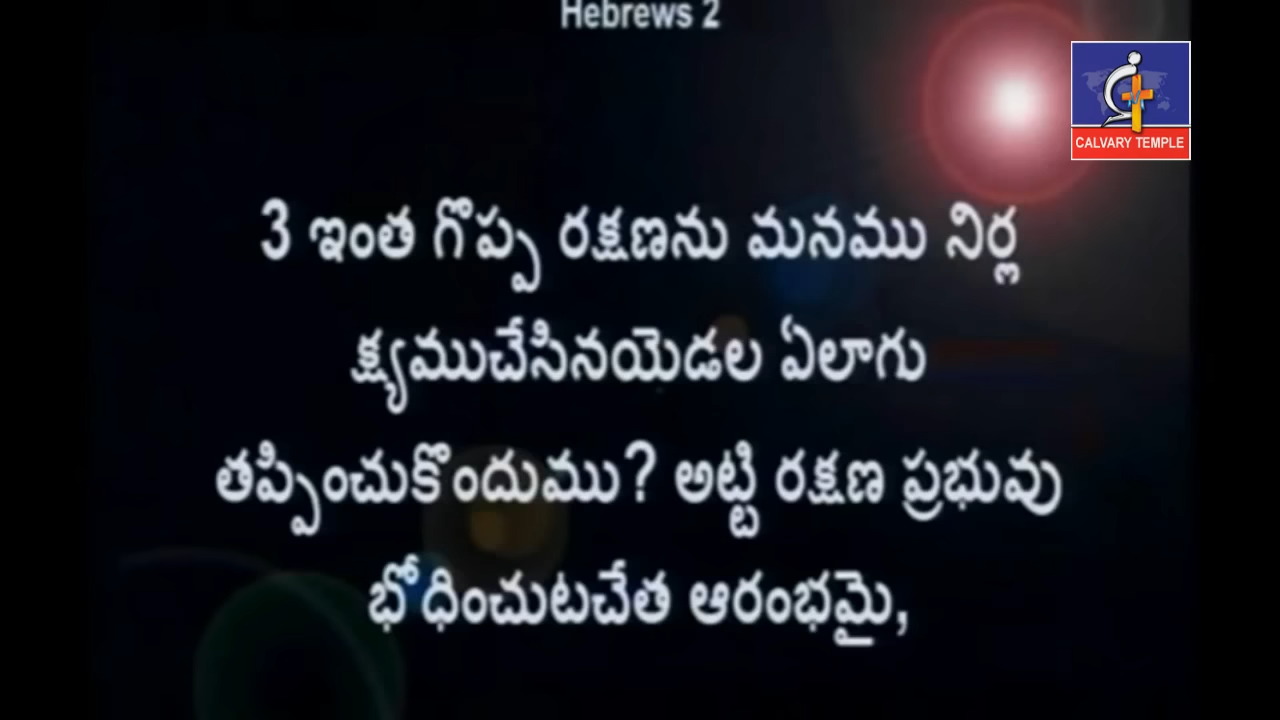 Hebrews 2
CALVARY TEMPLE
3 ఇంత గొప్ప రక్షణను మనము నిర్ల
క్ష్యముచేసినయెడల ఏలాగు
తప్పించుకొందుము? అట్టి రక్షణ ప్రభువు
భోధించుటచేత ఆరంభమై,